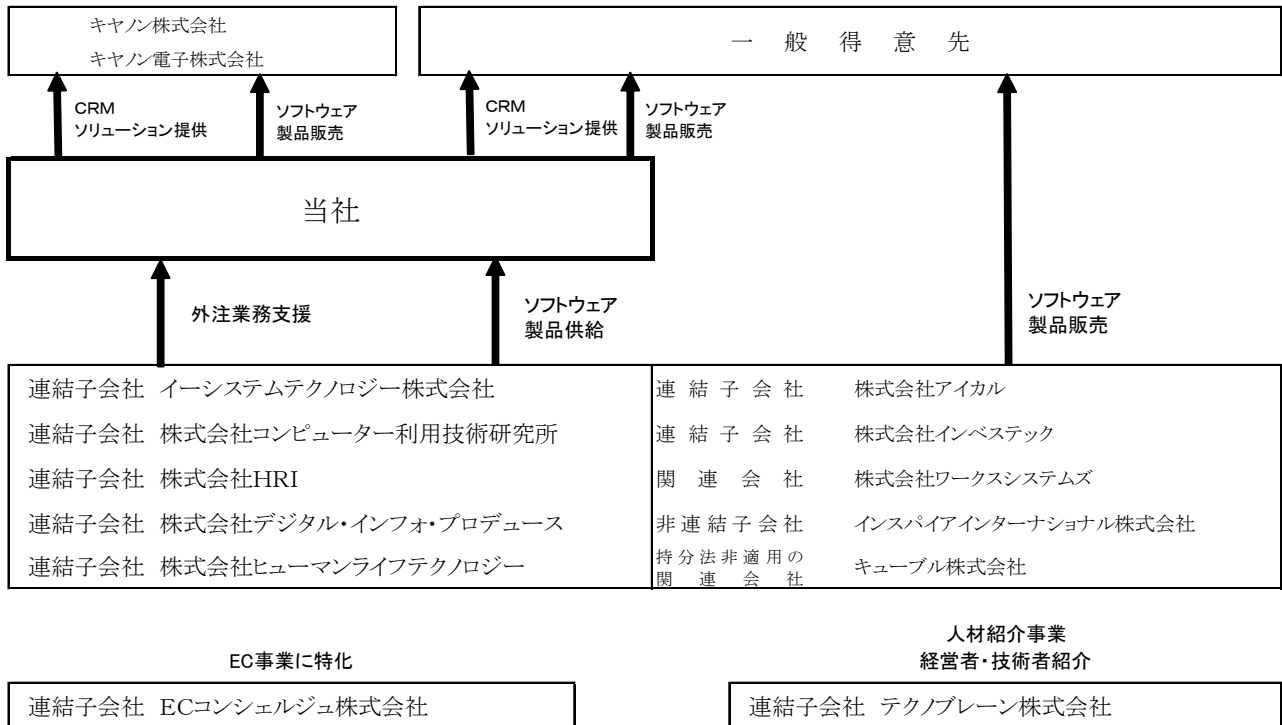 キヤノン株式会社
キヤノン電子株式会社
一 般 得 意 先
CRM
ソリューション提供
ソフトウェア
製品販売
CRM
ソリューション提供
ソフトウェア
製品販売
当社
外注業務支援
ソフトウェア
製品供給
ソフトウェア
製品販売
連結子会社 イーシステムテクノロジー株式会社
連結子会社 株式会社コンピューター利用技術研究所
連結子会社 株式会社HRI
連結子会社 株式会社デジタル・インフォ・プロデュース
連結子会社 株式会社ヒューマンライフテクノロジー
連 結 子 会 社 株式会社アイカル
連 結 子 会 社 株式会社インベステック
関 連 会 社 株式会社ワークスシステムズ
非連結子会社 インスパイアインターナショナル株式会社
持分法非適用の
関 連 会 社 キューブル株式会社
EC事業に特化
連結子会社 ECコンシェルジュ株式会社
人材紹介事業
経営者・技術者紹介
連結子会社 テクノブレーン株式会社